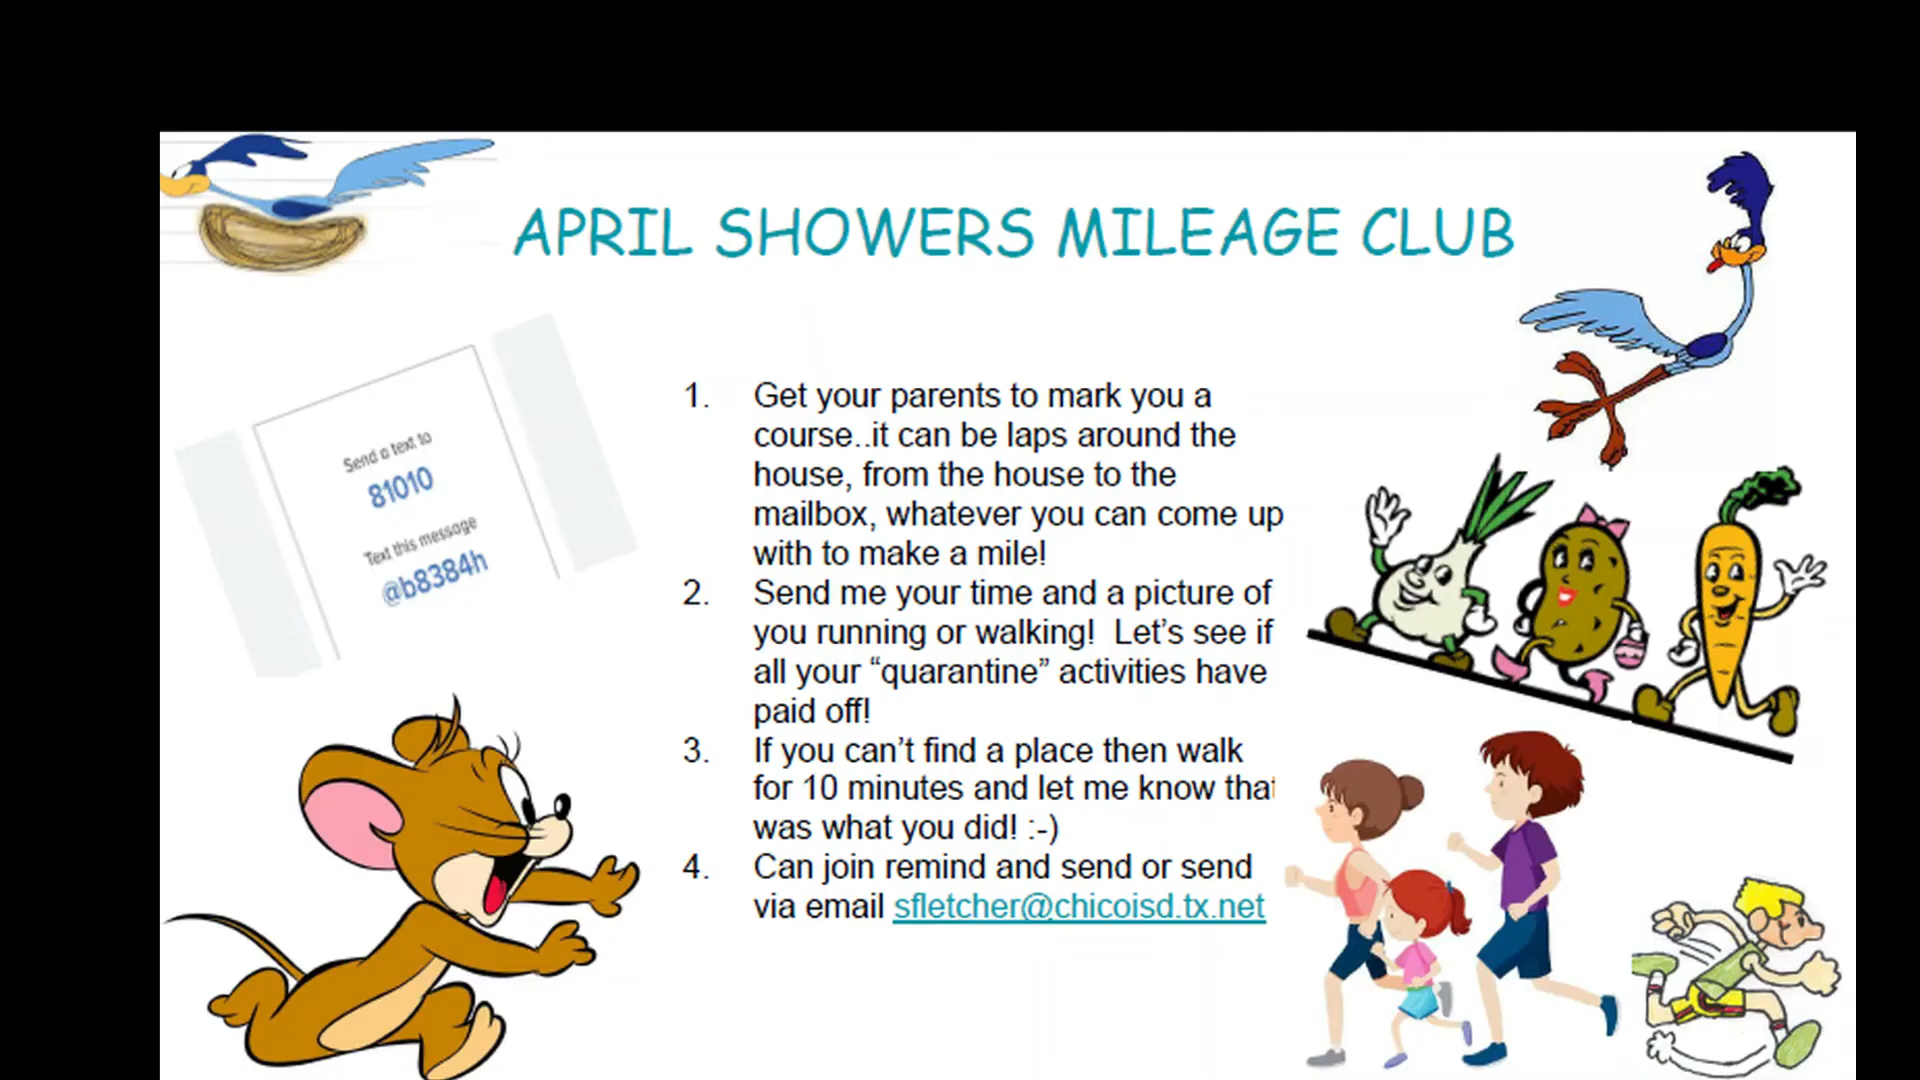 APRIL SHOWERS MILEAGE CLUB
Send a text to
81010
Text this message
@b8384h
1. Get your parents to mark you a
course..it can be laps around the
house, from the house to the
mailbox, whatever you can come up
with to make a mile!
2. Send me your time and a picture of
you running or walking!  Let’s see if
all your “quarantine” activities have
paid off!
3. If you can’t find a place then walk
for 10 minutes and let me know that
was what you did! :-)
4. Can join remind and send or send
via email sfletcher@chicoisd.tx.net